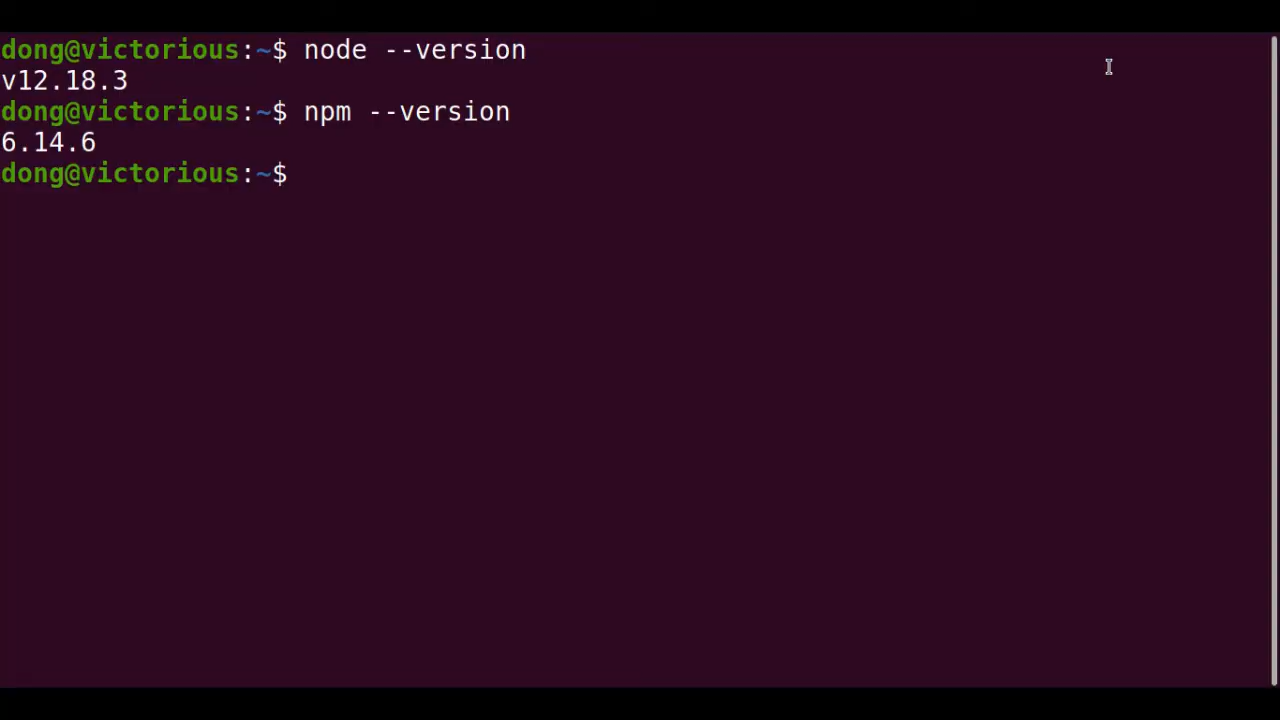 dong@victorious:~$ node --version
v12.18.3
dong@victorious:~$ npm --version
6.14.6
dong@victorious:~$